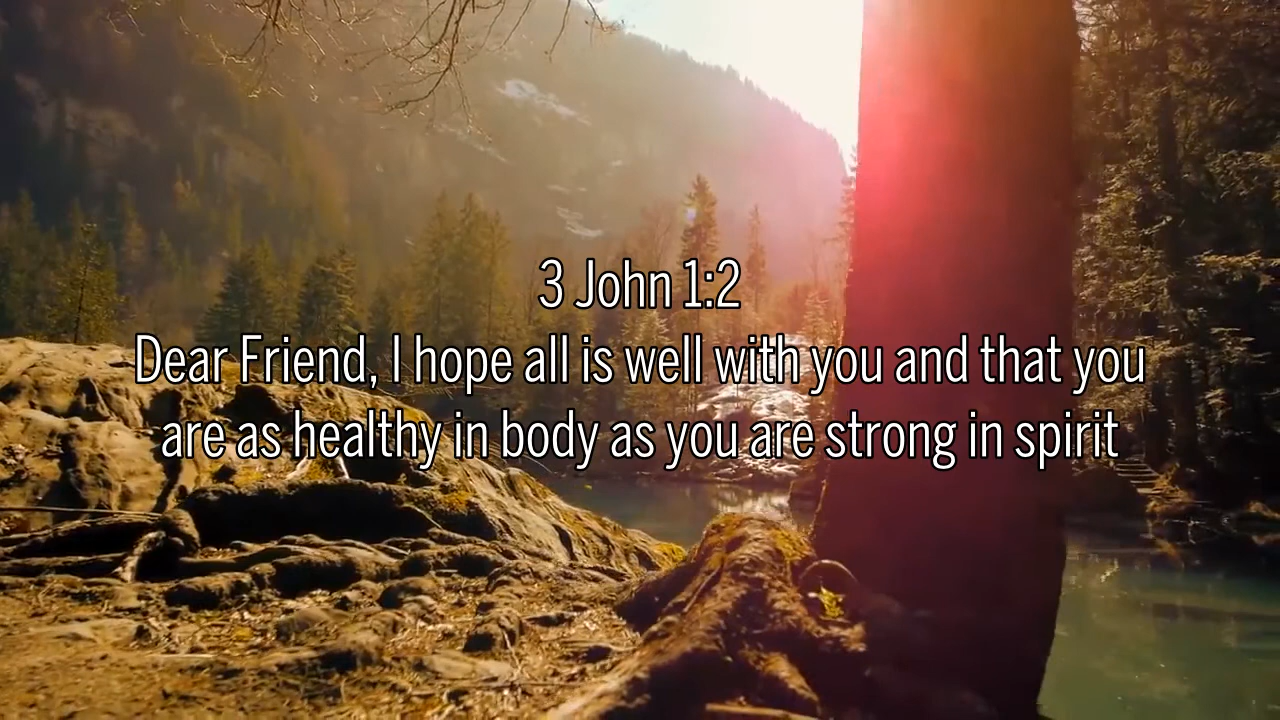 3 John 1:2
Dear Friend, I hope all is well with you and that you
are as healthy in body as you are strong in spirit